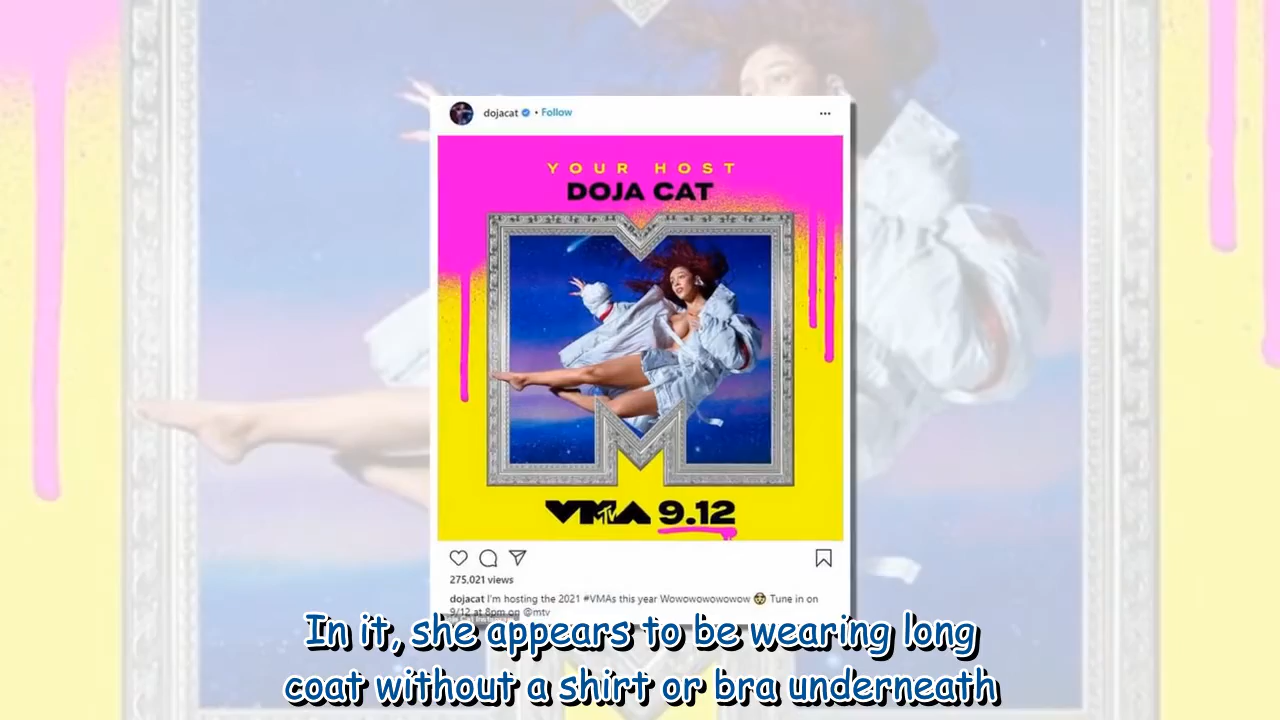 dojacat • Follow
YOUR HOST
DOJA CAT
VMA 9.12
275,021 views
dojacat I'm hosting the 2021 #VMAs this year Wowowowowowow Tune in on
9/12 at 8pm on @mtv
In it, she appears to be wearing long
coat without a shirt or bra underneath